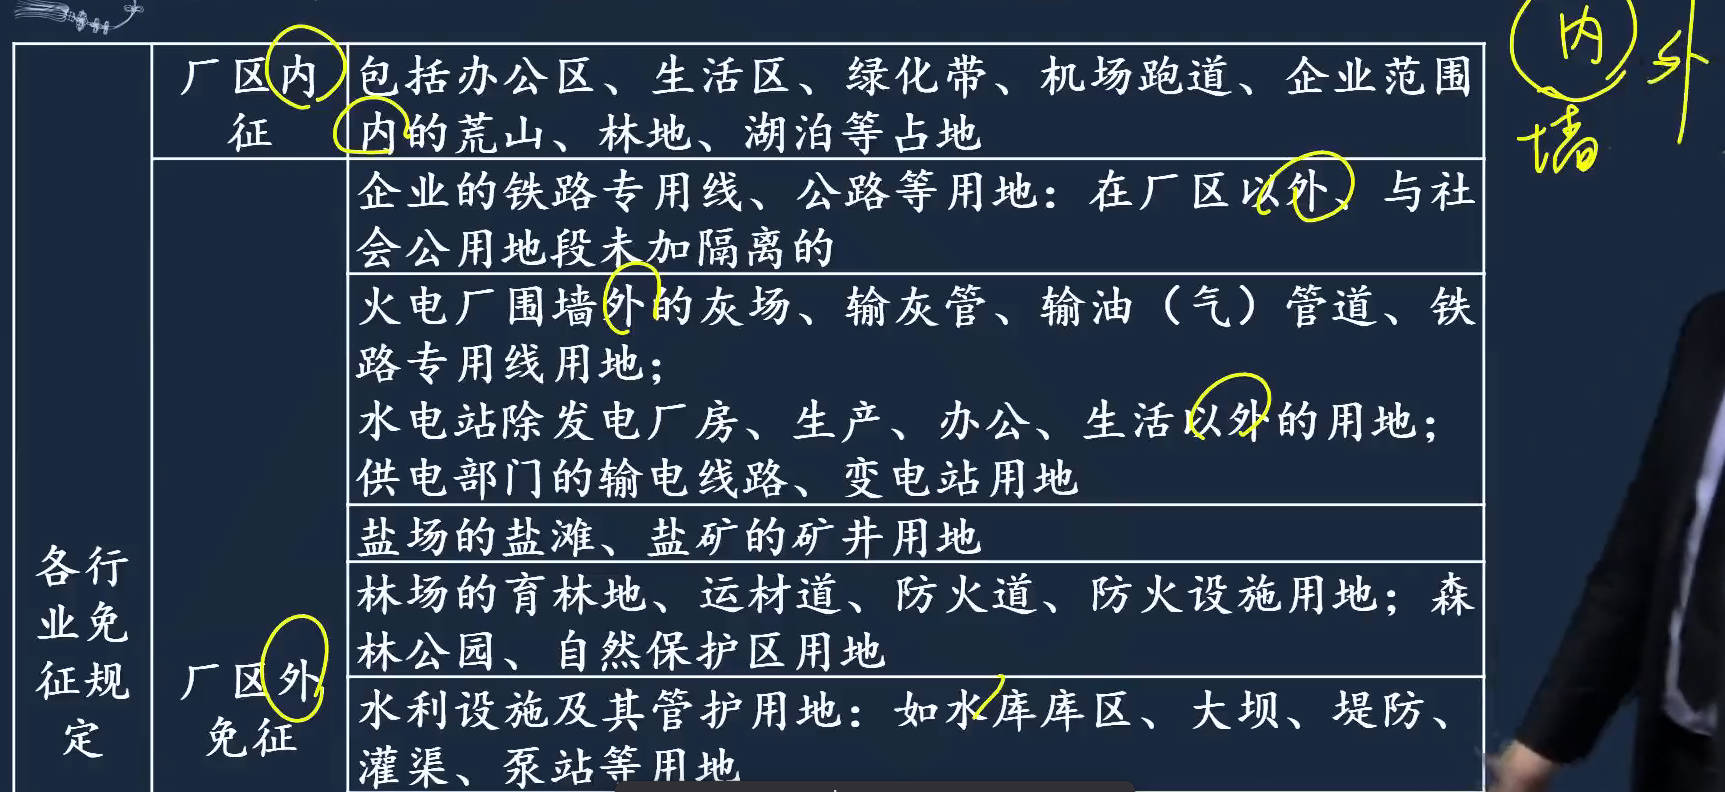 厂区内
征
包括办公区、生活区、绿化带、机场跑道、企业范围
内的荒山、林地、湖泊等占地
内 外
墙
企业的铁路专用线、公路等用地：在厂区以外、与社
会公用地段未加隔离的
火电厂围墙外的灰场、输灰管、输油（气）管道、铁
路专用线用地；
水电站除发电厂房、生产、办公、生活以外的用地；
供电部门的输电线路、变电站用地
盐场的盐滩、盐矿的矿井用地
各行
业免
征规
定
厂区外
免征
林场的育林地、运材道、防火道、防火设施用地；森
林公园、自然保护区用地
水利设施及其管护用地：如水库库区、大坝、堤防、
灌渠、泵站等用地